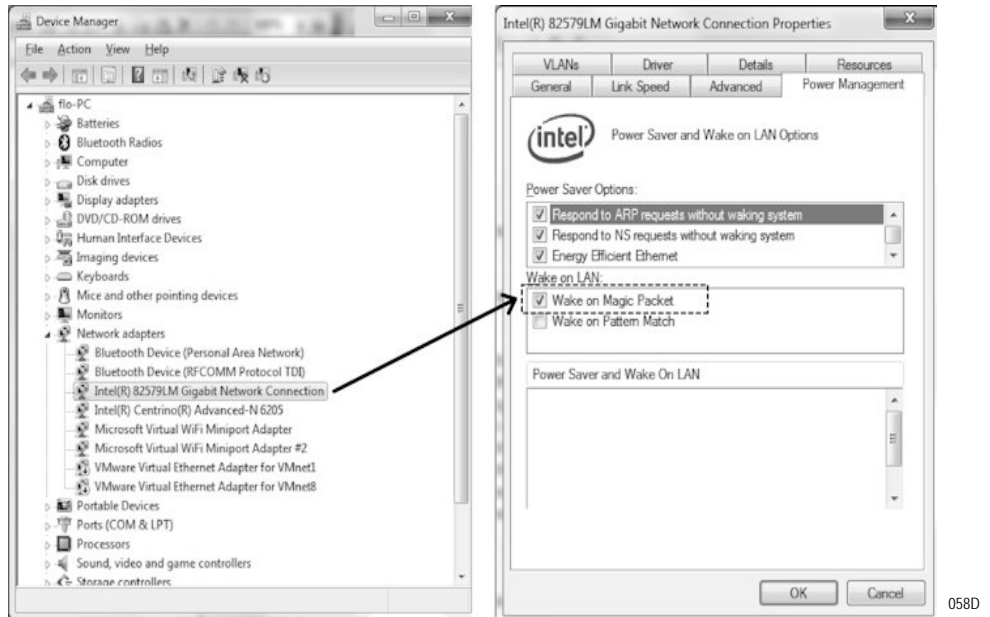 Device Manager
File Action View Help
flo-PC
Batteries
Bluetooth Radios
Computer
Disk drives
Display adapters
DVD/CD-ROM drives
Human Interface Devices
Imaging devices
Keyboards
Mice and other pointing devices
Monitors
Network adapters
Bluetooth Device (Personal Area Network)
Bluetooth Device (RFCOMM Protocol TDI)
Intel(R) 82579LM Gigabit Network Connection
Intel(R) Centrino(R) Advanced-N 6205
Microsoft Virtual WiFi Miniport Adapter
Microsoft Virtual WiFi Miniport Adapter #2
VMware Virtual Ethernet Adapter for VMnet1
VMware Virtual Ethernet Adapter for VMnet8
Portable Devices
Ports (COM & LPT)
Processors
Sound, video and game controllers
Storage controllers
Intel(R) 82579LM Gigabit Network Connection Properties
VLANs Driver Details Resources
General Link Speed Advanced Power Management
intel Power Saver and Wake on LAN Options
Power Saver Options:
Respond to ARP requests without waking system
Respond to NS requests without waking system
Energy Efficient Ethernet
Wake on LAN:
Wake on Magic Packet
Wake on Pattern Match
Power Saver and Wake On LAN
OK Cancel
058D